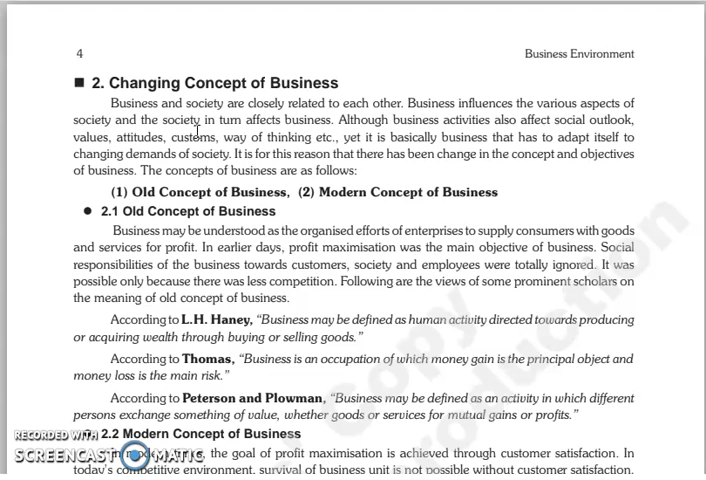 4
Business Environment
2. Changing Concept of Business
Business and society are closely related to each other. Business influences the various aspects of
society and the society in turn affects business. Although business activities also affect social outlook,
values, attitudes, customs, way of thinking etc., yet it is basically business that has to adapt itself to
changing demands of society. It is for this reason that there has been change in the concept and objectives
of business. The concepts of business are as follows:
(1) Old Concept of Business, (2) Modern Concept of Business
2.1 Old Concept of Business
Business may be understood as the organised efforts of enterprises to supply consumers with goods
and services for profit. In earlier days, profit maximisation was the main objective of business. Social
responsibilities of the business towards customers, society and employees were totally ignored. It was
possible only because there was less competition. Following are the views of some prominent scholars on
the meaning of old concept of business.
According to L.H. Haney, “Business may be defined as human activity directed towards producing
or acquiring wealth through buying or selling goods.”
According to Thomas, “Business is an occupation of which money gain is the principal object and
money loss is the main risk.”
According to Peterson and Plowman, “Business may be defined as an activity in which different
persons exchange something of value, whether goods or services for mutual gains or profits.”
2.2 Modern Concept of Business
the goal of profit maximisation is achieved through customer satisfaction. In
today's competitive environment, survival of business unit is not possible without customer satisfaction.
RECORDED WITH
SCREENCAST MATIC
Copy